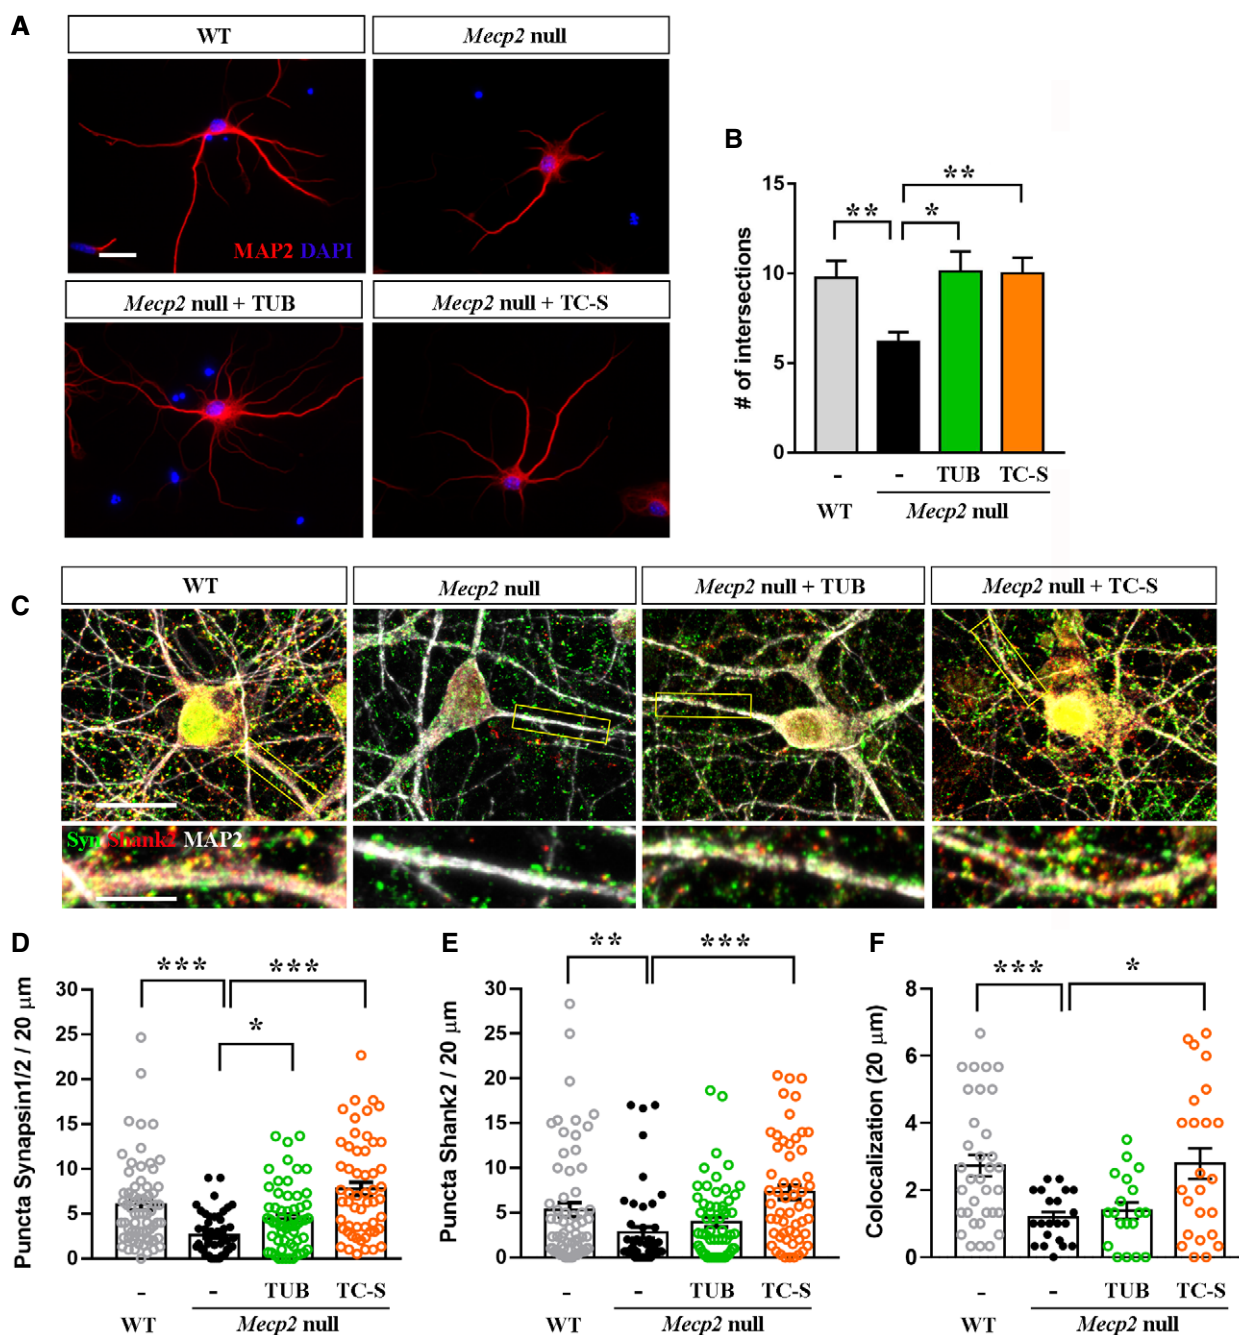 A
WT
Mecp2 null
MAP2 DAPI
Mecp2 null + TUB
Mecp2 null + TC-S
B
# of intersections
15
10
5
0
**
*
**
-
-
TUB
TC-S
WT
Mecp2 null
C
WT
Mecp2 null
Mecp2 null + TUB
Mecp2 null + TC-S
Syn Shank2 MAP2
D
Puncta Synapsin1/2 / 20 μm
30
25
20
15
10
5
0
***
***
*
-
-
TUB
TC-S
WT
Mecp2 null
E
Puncta Shank2 / 20 μm
30
25
20
15
10
5
0
**
***
-
-
TUB
TC-S
WT
Mecp2 null
F
Colocalization (20 μm)
8
6
4
2
0
***
*
-
-
TUB
TC-S
WT
Mecp2 null